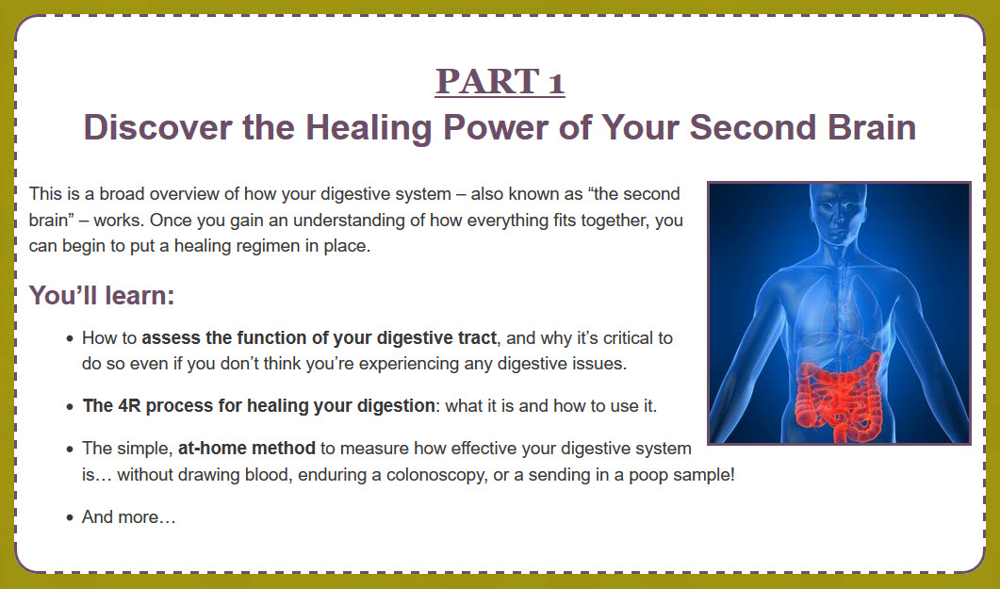 PART 1
Discover the Healing Power of Your Second Brain
This is a broad overview of how your digestive system – also known as “the second
brain” – works. Once you gain an understanding of how everything fits together, you
can begin to put a healing regimen in place.
You’ll learn:
• How to assess the function of your digestive tract, and why it’s critical to
do so even if you don’t think you’re experiencing any digestive issues.
• The 4R process for healing your digestion: what it is and how to use it.
• The simple, at-home method to measure how effective your digestive system
is… without drawing blood, enduring a colonoscopy, or a sending in a poop sample!
• And more…